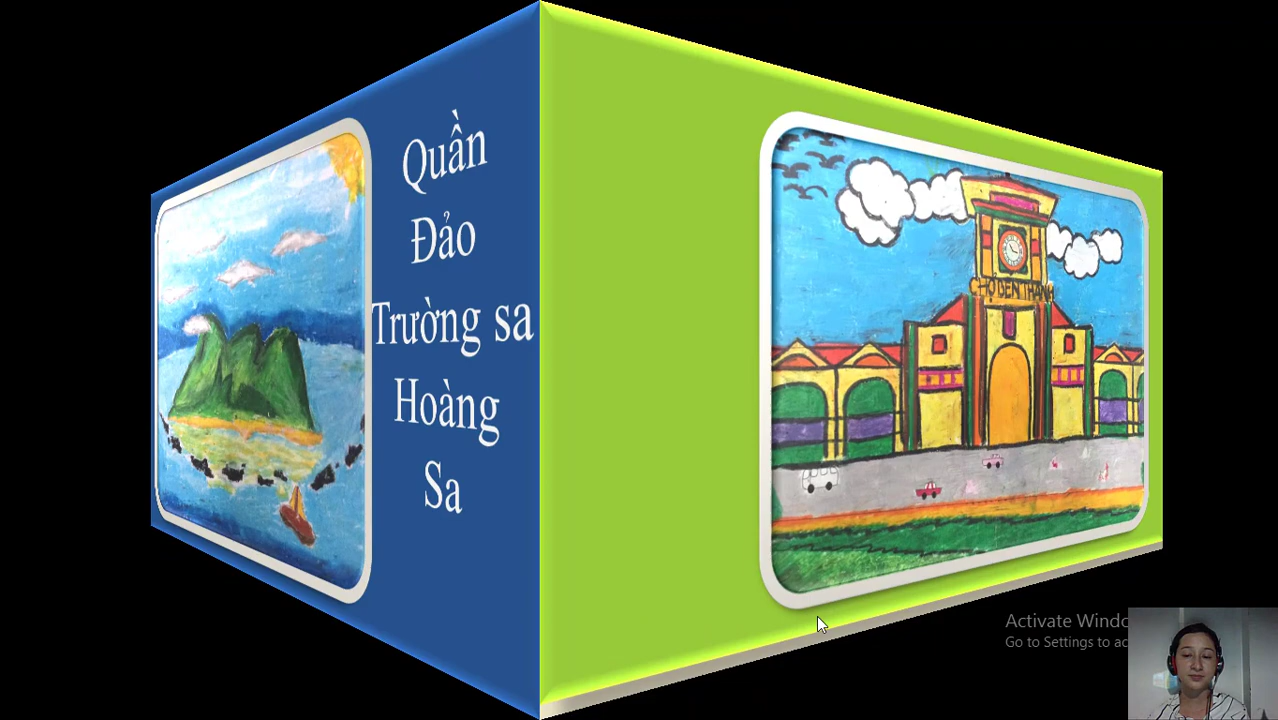 Quần
Đảo
Trường sa
Hoàng
Sa
CHỢ BẾN THÀNH
Activate Windo
Go to Settings to ac